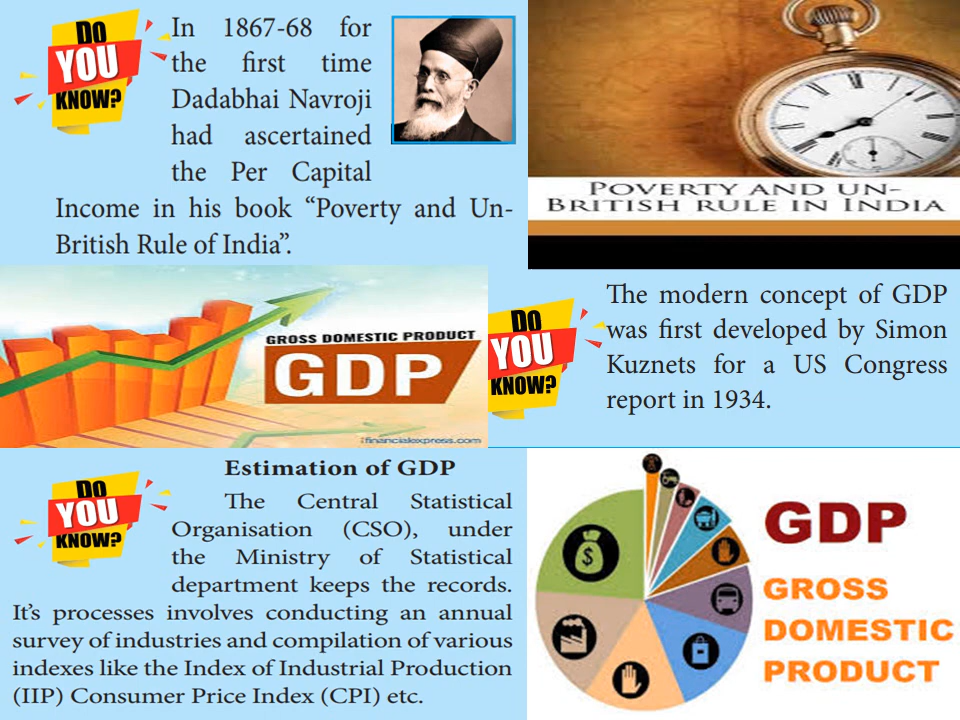 DO
YOU
KNOW?
In 1867-68 for
the first time
Dadabhai Navroji
had ascertained
the Per Capital
Income in his book “Poverty and Un-
British Rule of India”.
POVERTY AND UN-
BRITISH RULE IN INDIA
GROSS DOMESTIC PRODUCT
GDP
financialexpress.com
DO
YOU
KNOW?
The modern concept of GDP
was first developed by Simon
Kuznets for a US Congress
report in 1934.
DO
YOU
KNOW?
Estimation of GDP
The Central Statistical
Organisation (CSO), under
the Ministry of Statistical
department keeps the records.
It’s processes involves conducting an annual
survey of industries and compilation of various
indexes like the Index of Industrial Production
(IIP) Consumer Price Index (CPI) etc.
GDP
GROSS
DOMESTIC
PRODUCT